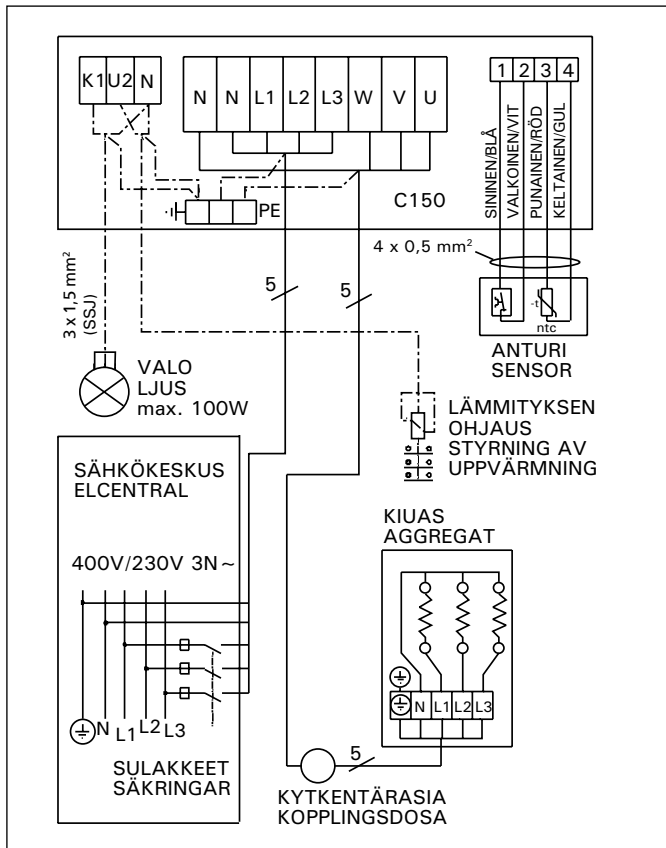 K1 U2 N
N N L1 L2 L3 W V U
1 2 3 4
SININEN/BLÅ
VALKOINEN/VIT
PUNAINEN/RÖD
KELTAINEN/GUL
PE
C150
4 x 0,5 mm²
3 x 1,5 mm²
(SSJ)
5
5
-t
ntc
ANTURI
SENSOR
VALO
LJUS
max. 100W
LÄMMITYKSEN
OHJAUS
STYRNING AV
UPPVÄRMNING
SÄHKÖKESKUS
ELCENTRAL
400V/230V 3N~
N L1 L2 L3
SULAKKEET
SÄKRINGAR
KIUAS
AGGREGAT
N L1 L2 L3
5
KYTKENTÄRASIA
KOPPLINGSDOSA